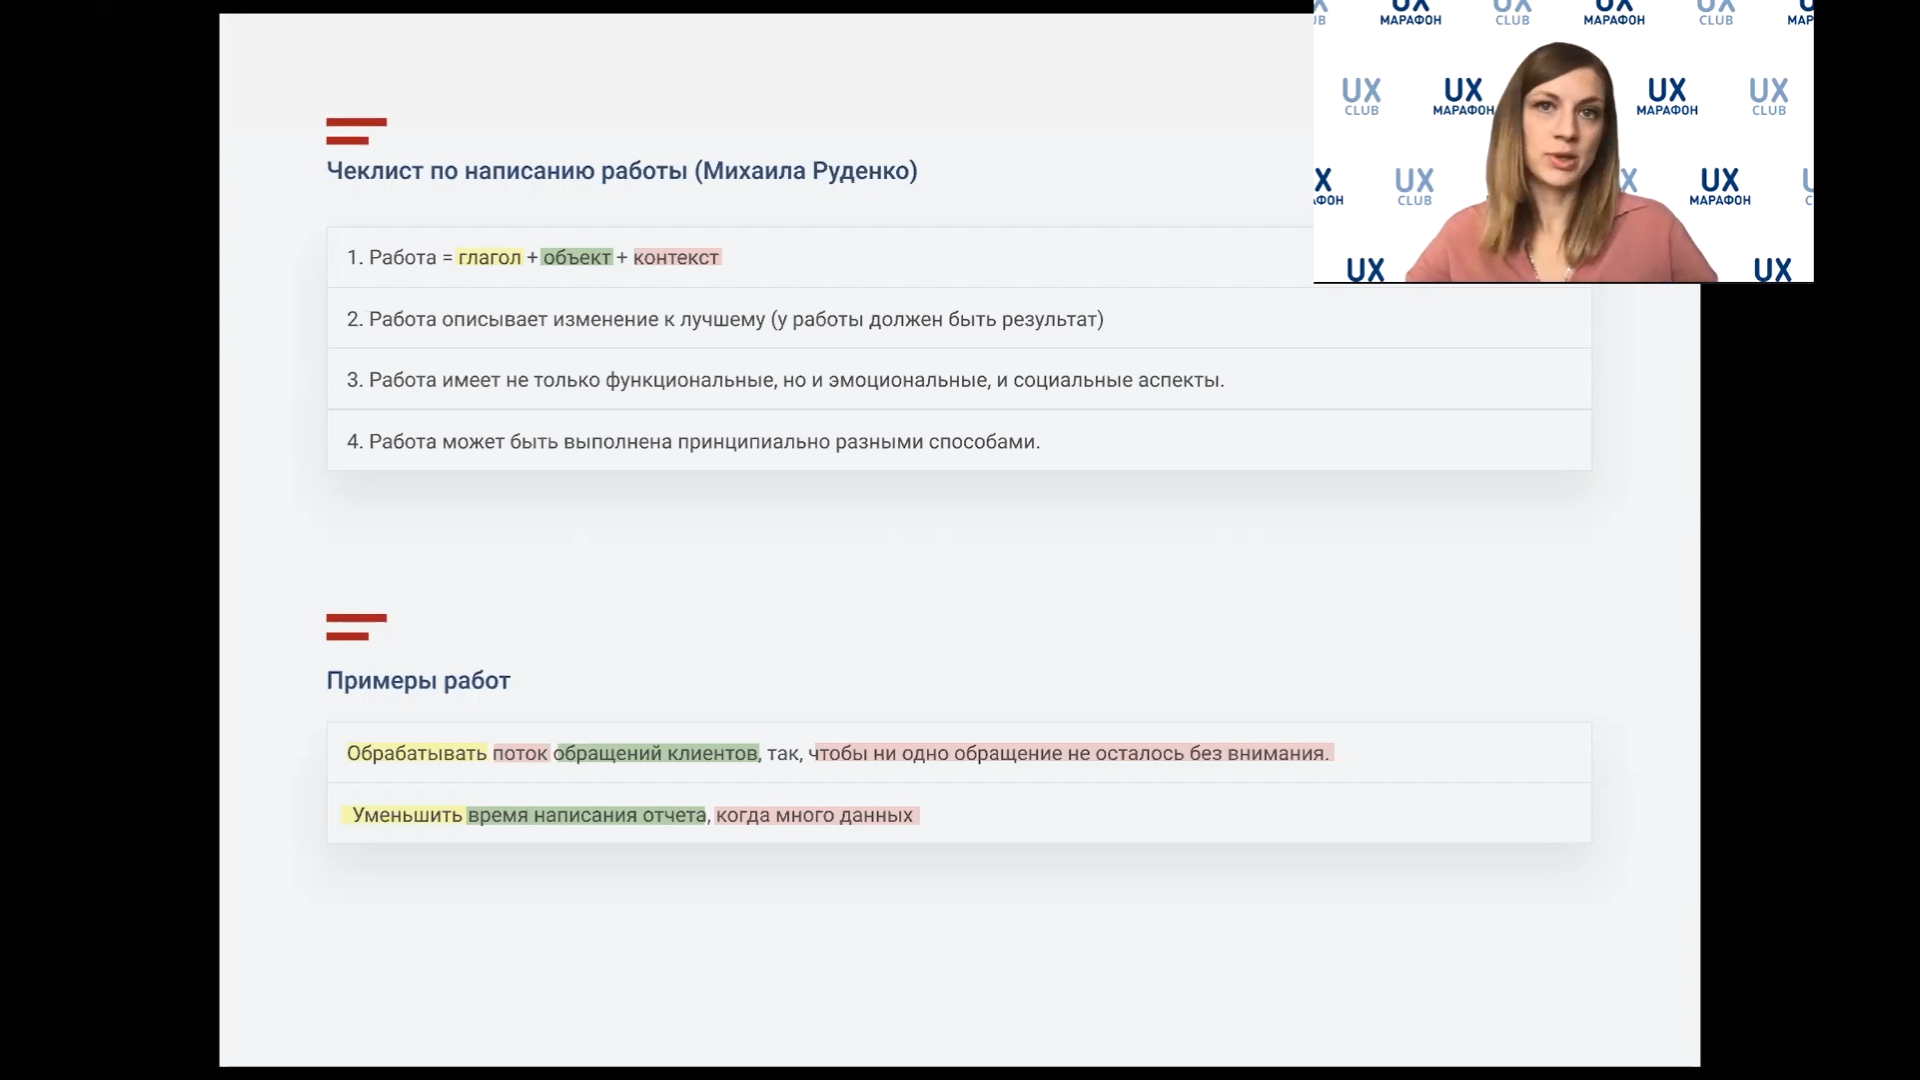 UX UX UX UX
МАРАФОН CLUB МАРАФОН CLUB
UX UX UX UX
CLUB МАРАФОН МАРАФОН CLUB
UX UX
CLUB МАРАФОН
UX UX
Чеклист по написанию работы (Михаила Руденко)
1. Работа = глагол + объект + контекст
2. Работа описывает изменение к лучшему (у работы должен быть результат)
3. Работа имеет не только функциональные, но и эмоциональные, и социальные аспекты.
4. Работа может быть выполнена принципиально разными способами.
Примеры работ
Обрабатывать поток обращений клиентов, так, чтобы ни одно обращение не осталось без внимания.
Уменьшить время написания отчета, когда много данных